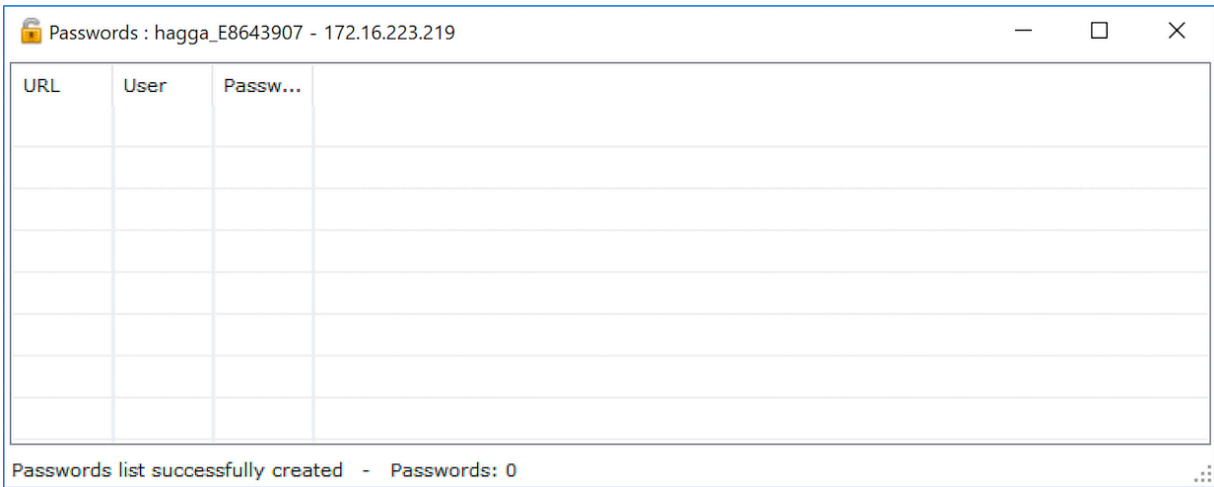 Passwords : hagga_E8643907 - 172.16.223.219
URL User Passw...
Passwords list successfully created - Passwords: 0